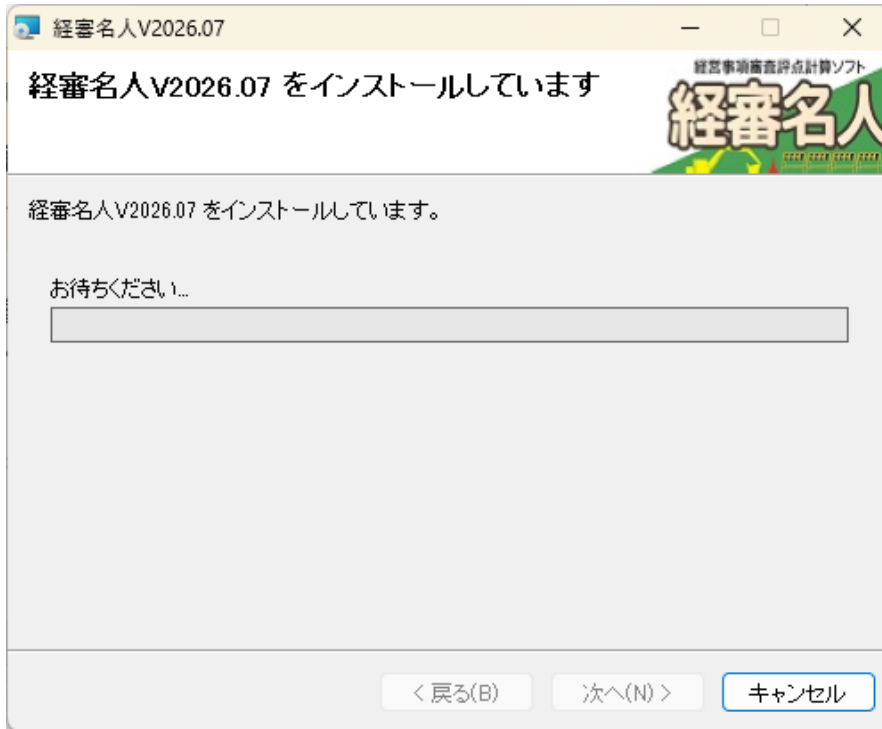 経審名人V2026.07
経審名人V2026.07 をインストールしています
経営事項審査評点計算ソフト
経審名人
経審名人V2026.07 をインストールしています。
お待ちください...
< 戻る(B)
次へ(N) >
キャンセル